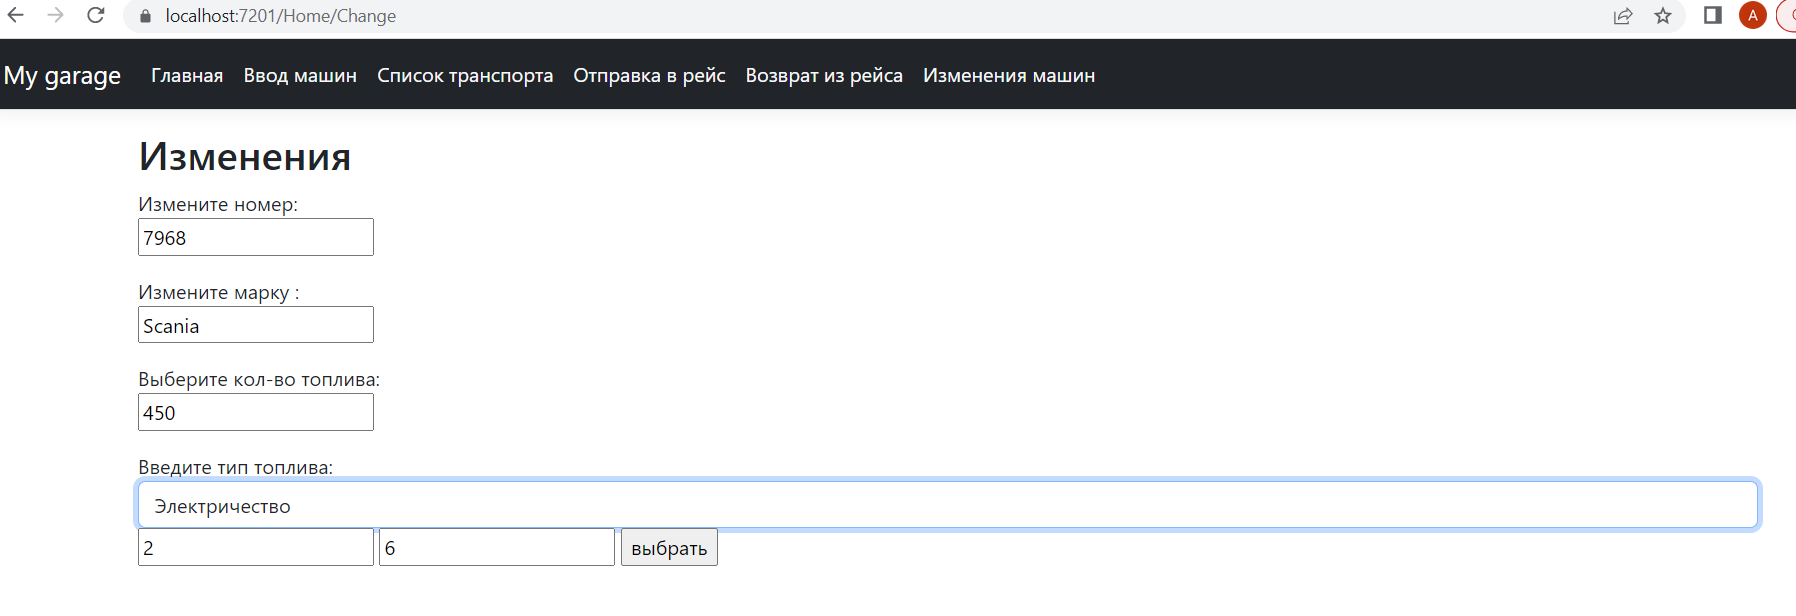 localhost:7201/Home/Change
A
My garage Главная Ввод машин Список транспорта Отправка в рейс Возврат из рейса Изменения машин
Изменения
Измените номер:
7968
Измените марку :
Scania
Выберите кол-во топлива:
450
Введите тип топлива:
Электричество
2 6 выбрать